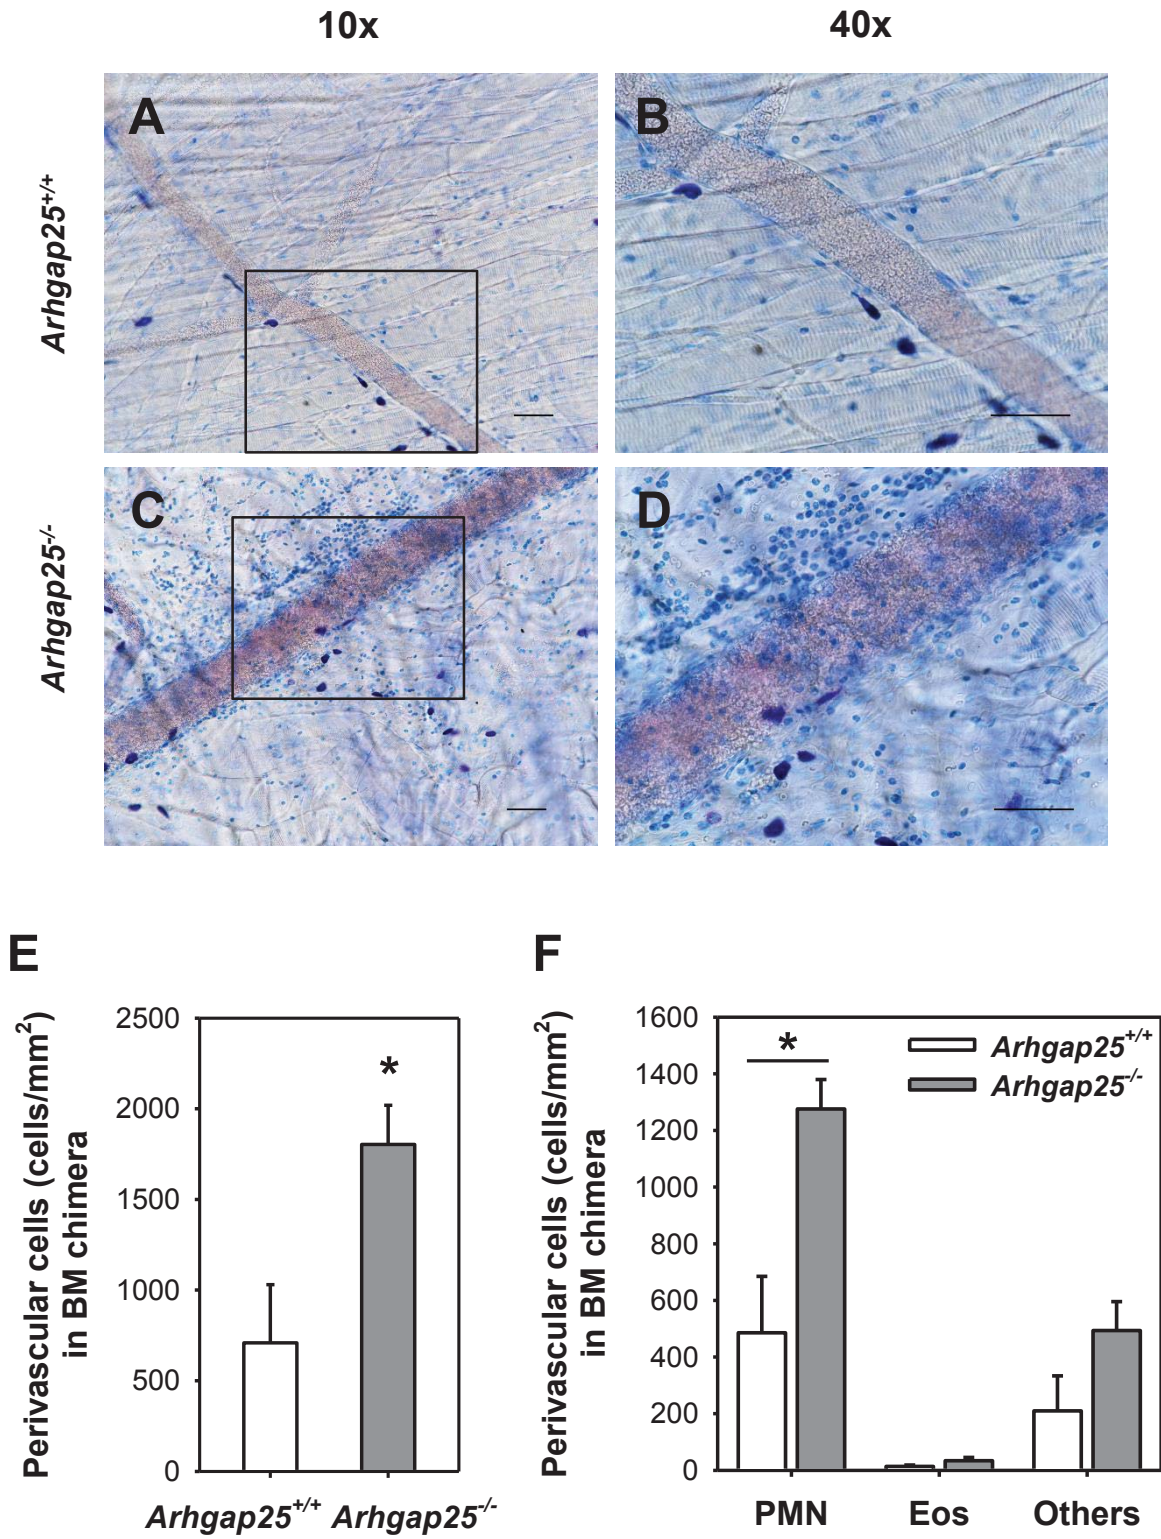 10x
40x
A
B
Arhgap25+/+
C
D
Arhgap25-/-
E
F
Perivascular cells (cells/mm2)
in BM chimera
2500
2000
1500
1000
500
0
*
Arhgap25+/+ Arhgap25-/-
Perivascular cells (cells/mm2)
in BM chimera
1600
1400
1200
1000
800
600
400
200
0
*
Arhgap25+/+
Arhgap25-/-
PMN Eos Others